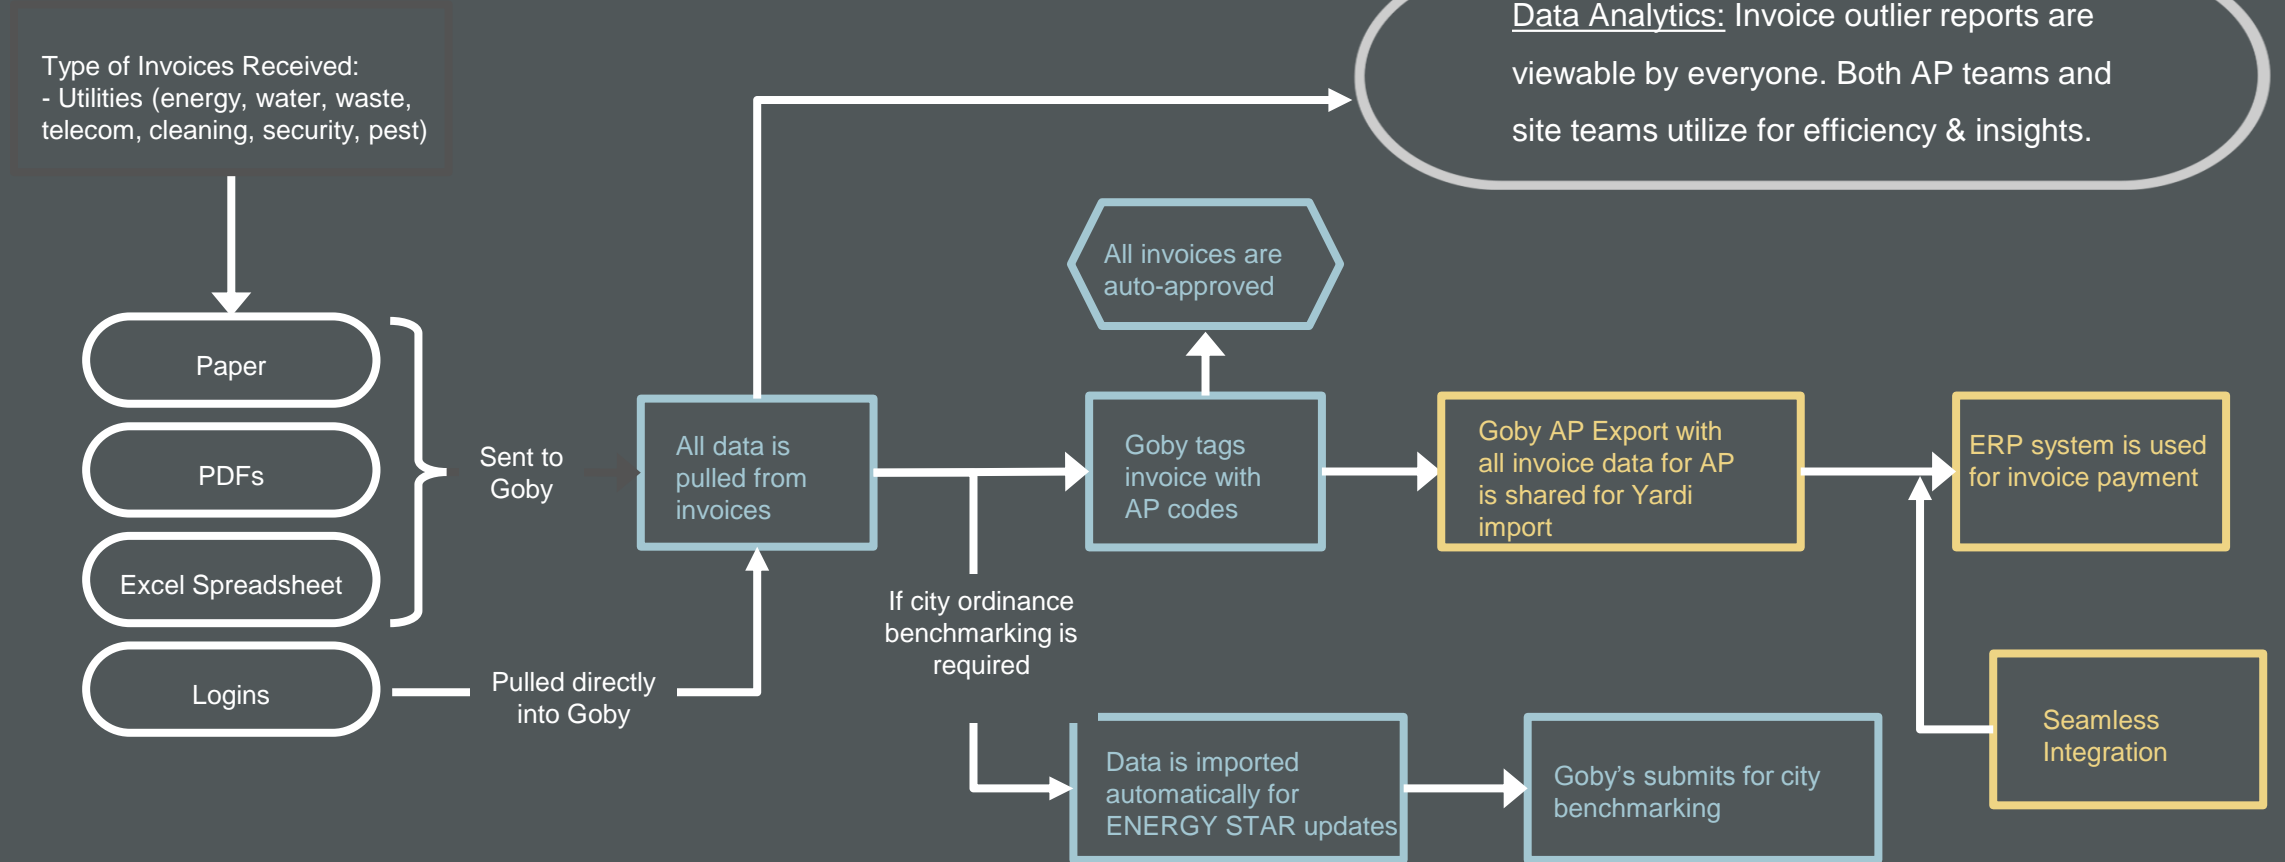 Type of Invoices Received:
- Utilities (energy, water, waste,
telecom, cleaning, security, pest)
Data Analytics: Invoice outlier reports are
viewable by everyone. Both AP teams and
site teams utilize for efficiency & insights.
Paper
PDFs
Excel Spreadsheet
Logins
Sent to
Goby
Pulled directly
into Goby
All data is
pulled from
invoices
All invoices are
auto-approved
Goby tags
invoice with
AP codes
Goby AP Export with
all invoice data for AP
is shared for Yardi
import
ERP system is used
for invoice payment
If city ordinance
benchmarking is
required
Data is imported
automatically for
ENERGY STAR updates
Goby’s submits for city
benchmarking
Seamless
Integration